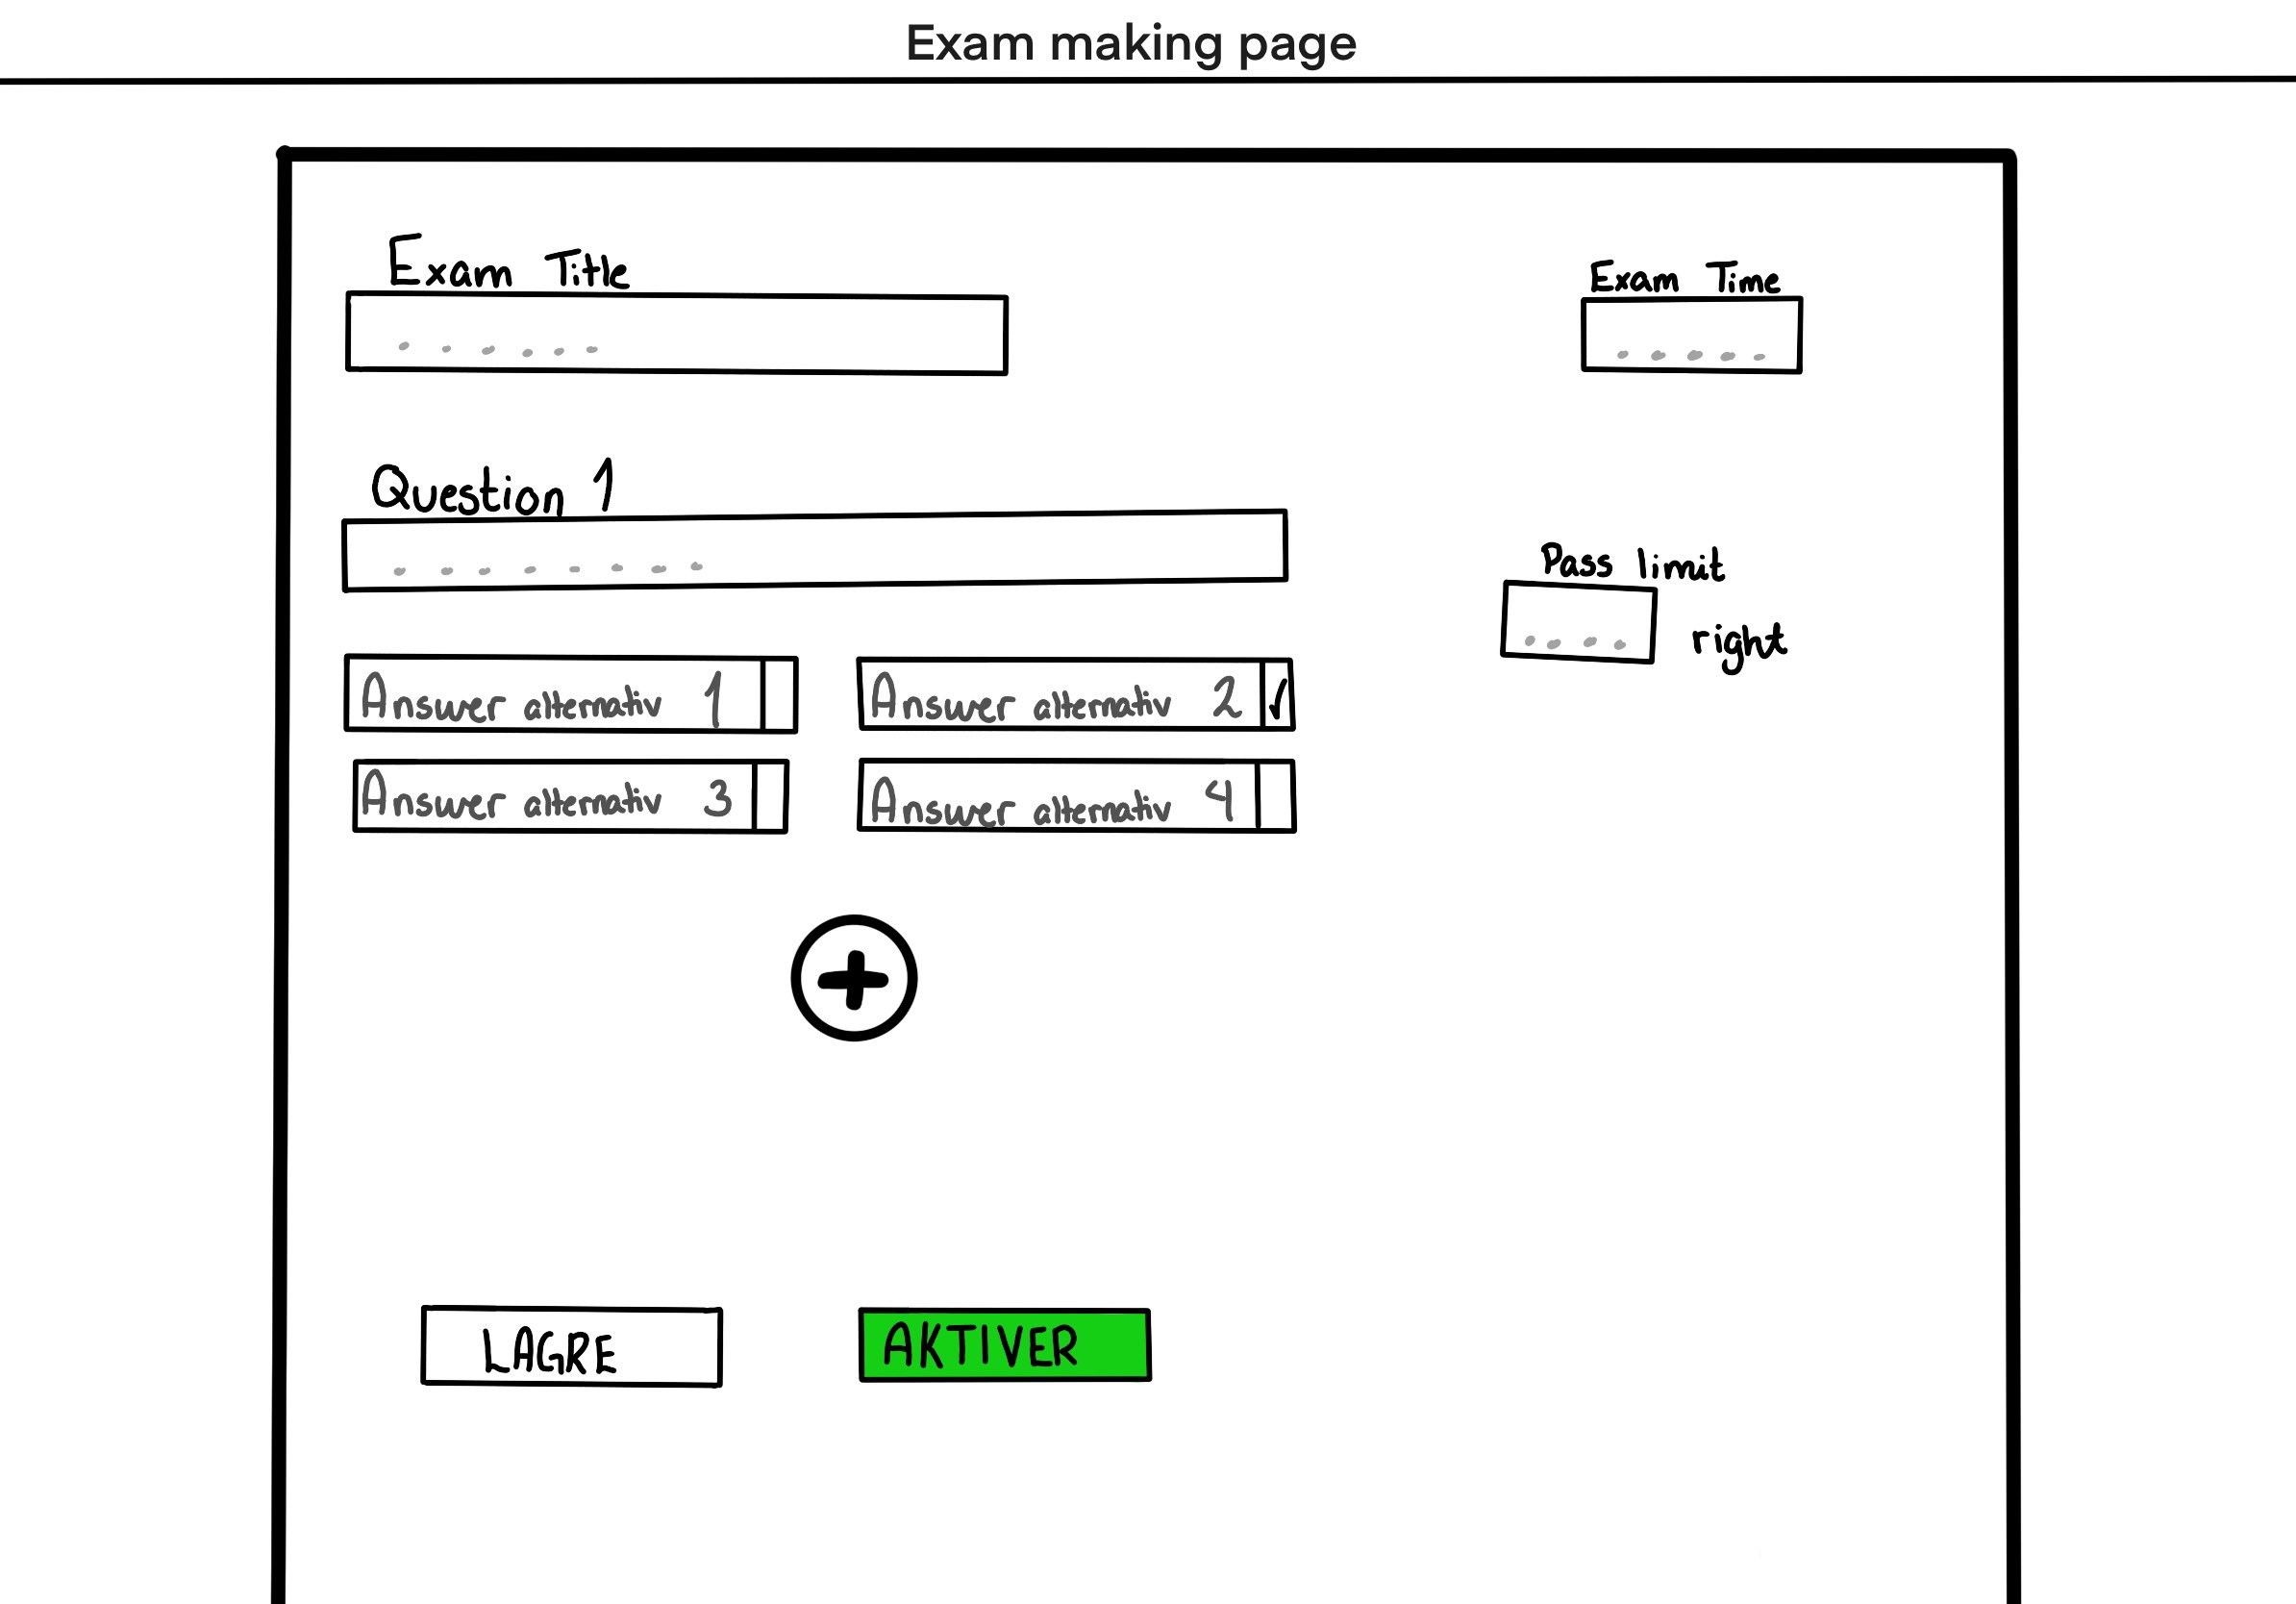 Exam making page
Exam Title
Exam Time
Question 1
Pass limit
right
Answer alternativ 1
Answer alternativ 2
Answer alternativ 3
Answer alternativ 4
LAGRE
AKTIVER